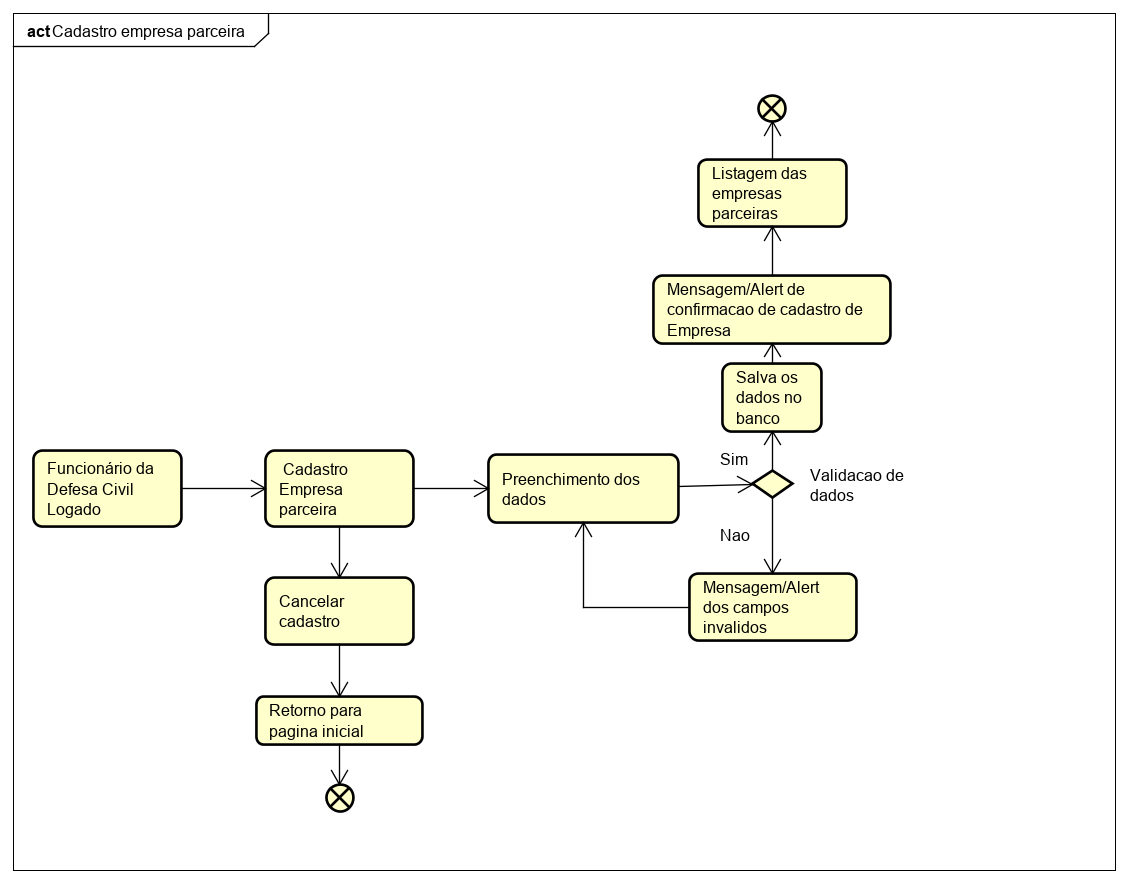 act Cadastro empresa parceira
Listagem das
empresas
parceiras
Mensagem/Alert de
confirmacao de cadastro de
Empresa
Salva os
dados no
banco
Funcionário da
Defesa Civil
Logado
Cadastro
Empresa
parceira
Preenchimento dos
dados
Sim
Validacao de
dados
Nao
Mensagem/Alert
dos campos
invalidos
Cancelar
cadastro
Retorno para
pagina inicial